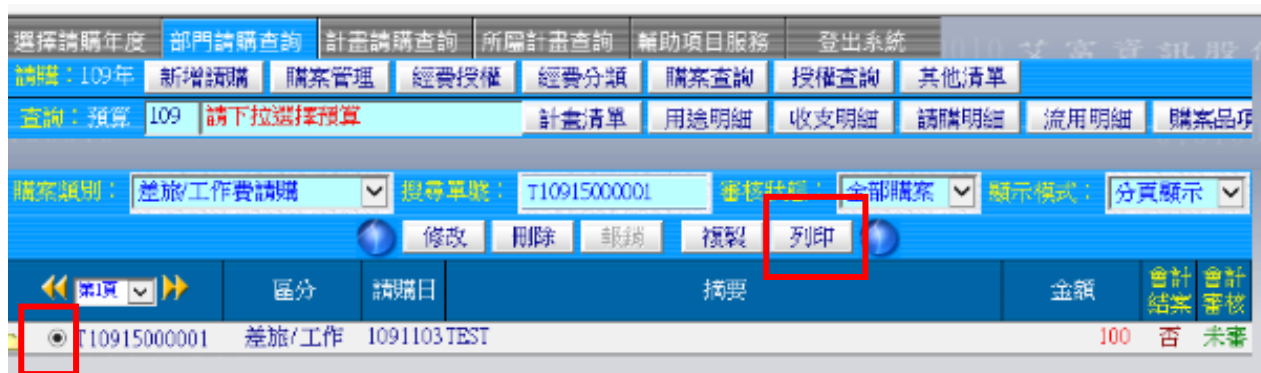 選擇請購年度 部門請購查詢 計畫請購查詢 所屬計畫查詢 輔助項目服務 登出系統
請購：109年 新增請購 購案管理 經費授權 經費分類 購案查詢 授權查詢 其他清單
查詢：預算 109 請下拉選擇預算 計畫清單 用途明細 收支明細 請購明細 流用明細 購案品項
購案類別： 差旅/工作費請購 搜尋單號： T10915000001 審核狀態： 全部購案 顯示模式： 分頁顯示
修改 刪除 報銷 複製 列印
第1頁 區分 請購日 摘要 金額 會計結案 會計審核
T10915000001 差旅/工作 1091103 TEST 100 否 未審